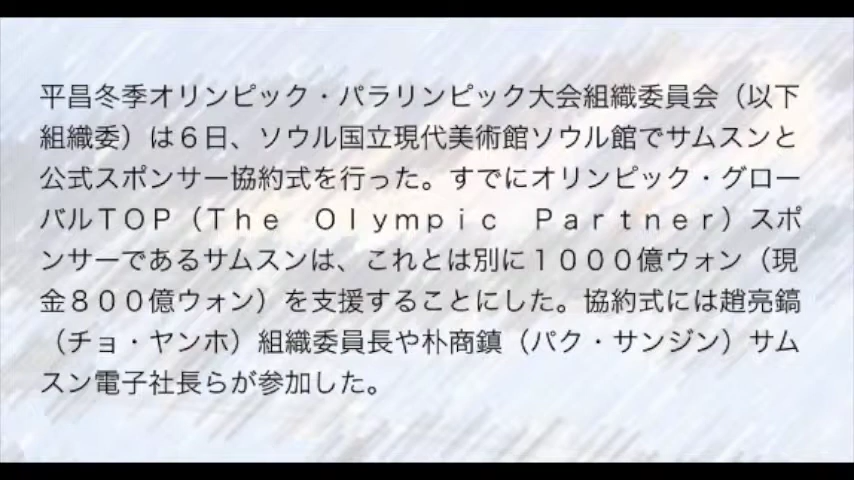 平昌冬季オリンピック・パラリンピック大会組織委員会（以下
組織委）は６日、ソウル国立現代美術館ソウル館でサムスンと
公式スポンサー協約式を行った。すでにオリンピック・グロー
バルＴＯＰ（Ｔｈｅ　Ｏｌｙｍｐｉｃ　Ｐａｒｔｎｅｒ）スポ
ンサーであるサムスンは、これとは別に１０００億ウォン（現
金８００億ウォン）を支援することにした。協約式には趙亮鎬
（チョ・ヤンホ）組織委員長や朴商鎮（パク・サンジン）サム
スン電子社長らが参加した。